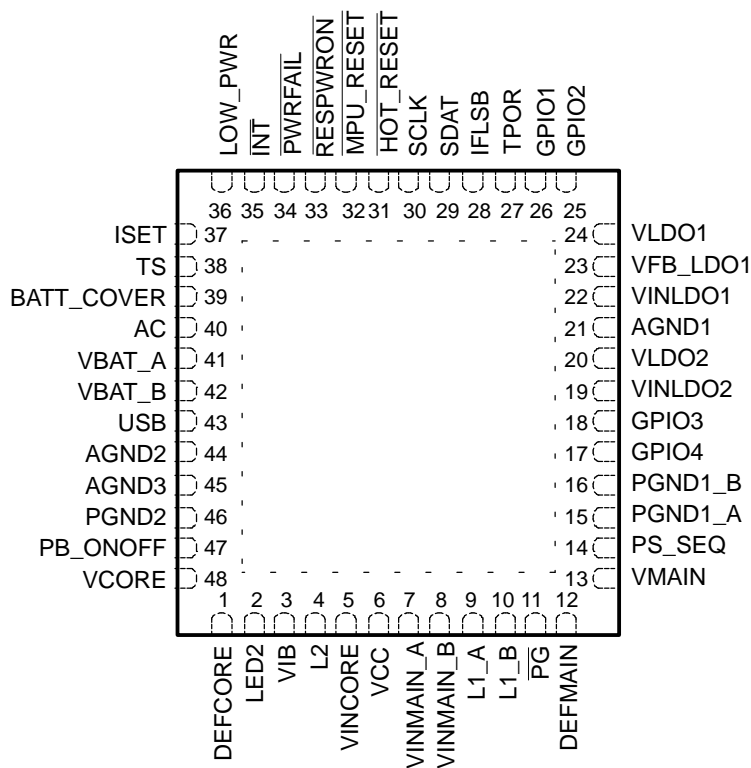 LOW_PWR
INT
PWRFAIL
RESPWRON
MPU_RESET
HOT_RESET
SCLK
SDAT
IFLSB
TPOR
GPIO1
GPIO2
36 35 34 33 32 31 30 29 28 27 26 25
ISET 37
TS 38
BATT_COVER 39
AC 40
VBAT_A 41
VBAT_B 42
USB 43
AGND2 44
AGND3 45
PGND2 46
PB_ONOFF 47
VCORE 48
24 VLDO1
23 VFB_LDO1
22 VINLDO1
21 AGND1
20 VLDO2
19 VINLDO2
18 GPIO3
17 GPIO4
16 PGND1_B
15 PGND1_A
14 PS_SEQ
13 VMAIN
1 2 3 4 5 6 7 8 9 10 11 12
DEFCORE
LED2
VIB
L2
VINCORE
VCC
VINMAIN_A
VINMAIN_B
L1_A
L1_B
PG
DEFMAIN